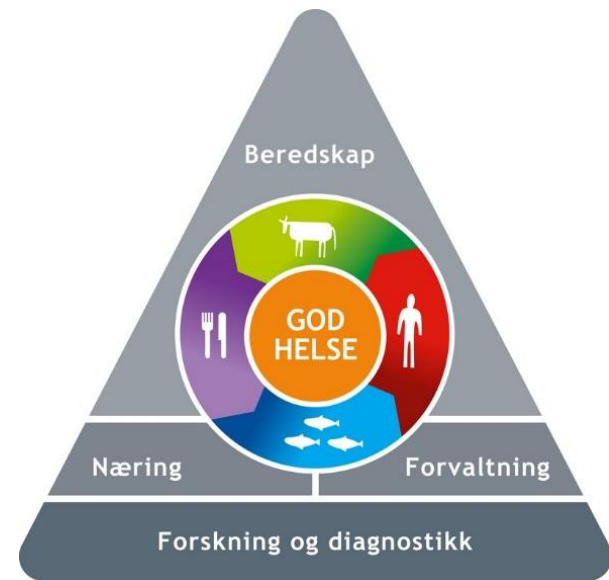 Beredskap
GOD
HELSE
Næring
Forvaltning
Forskning og diagnostikk